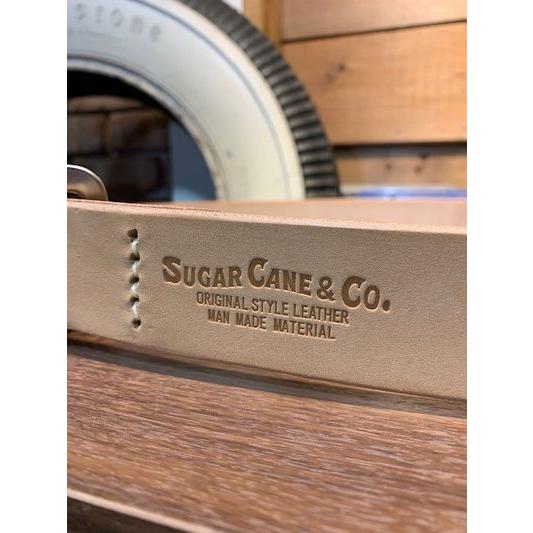 SUGAR CANE & CO.
ORIGINAL STYLE LEATHER
MAN MADE MATERIAL